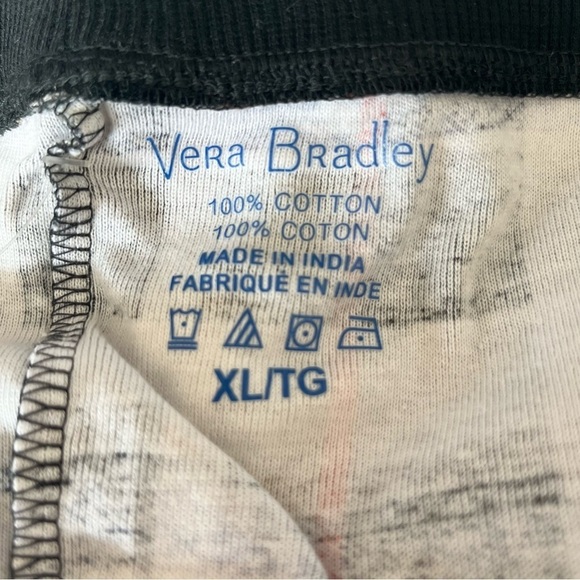 Vera Bradley
100% COTTON
100% COTON
MADE IN INDIA
FABRIQUÉ EN INDE
XL/TG